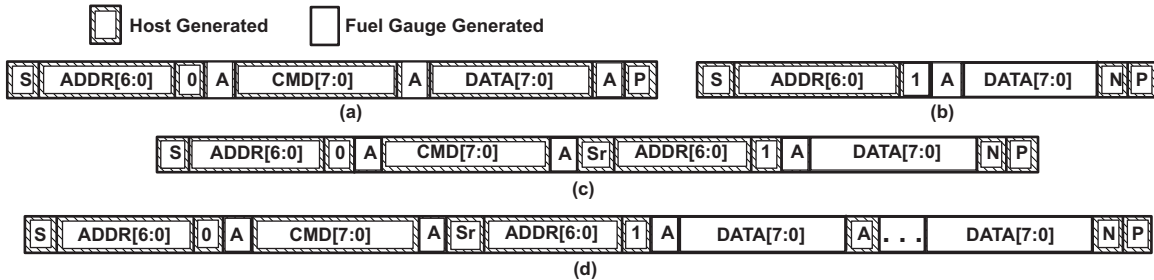 Host Generated Fuel Gauge Generated
S ADDR[6:0] 0 A CMD[7:0] A DATA[7:0] A P S ADDR[6:0] 1 A DATA[7:0] N P
(a) (b)
S ADDR[6:0] 0 A CMD[7:0] A Sr ADDR[6:0] 1 A DATA[7:0] N P
(c)
S ADDR[6:0] 0 A CMD[7:0] A Sr ADDR[6:0] 1 A DATA[7:0] A . . . DATA[7:0] N P
(d)